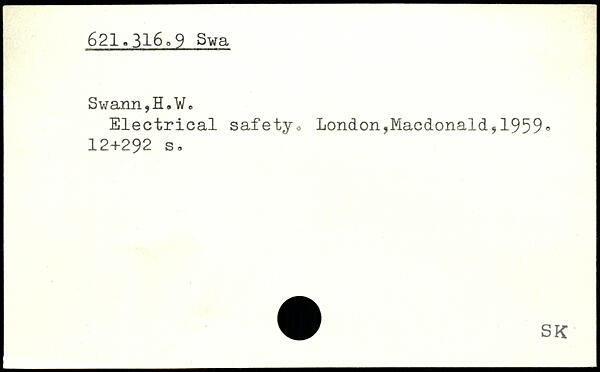 621.316.9 Swa
Swann,H.W.
Electrical safety. London,Macdonald,1959.
12+292 s.
SK